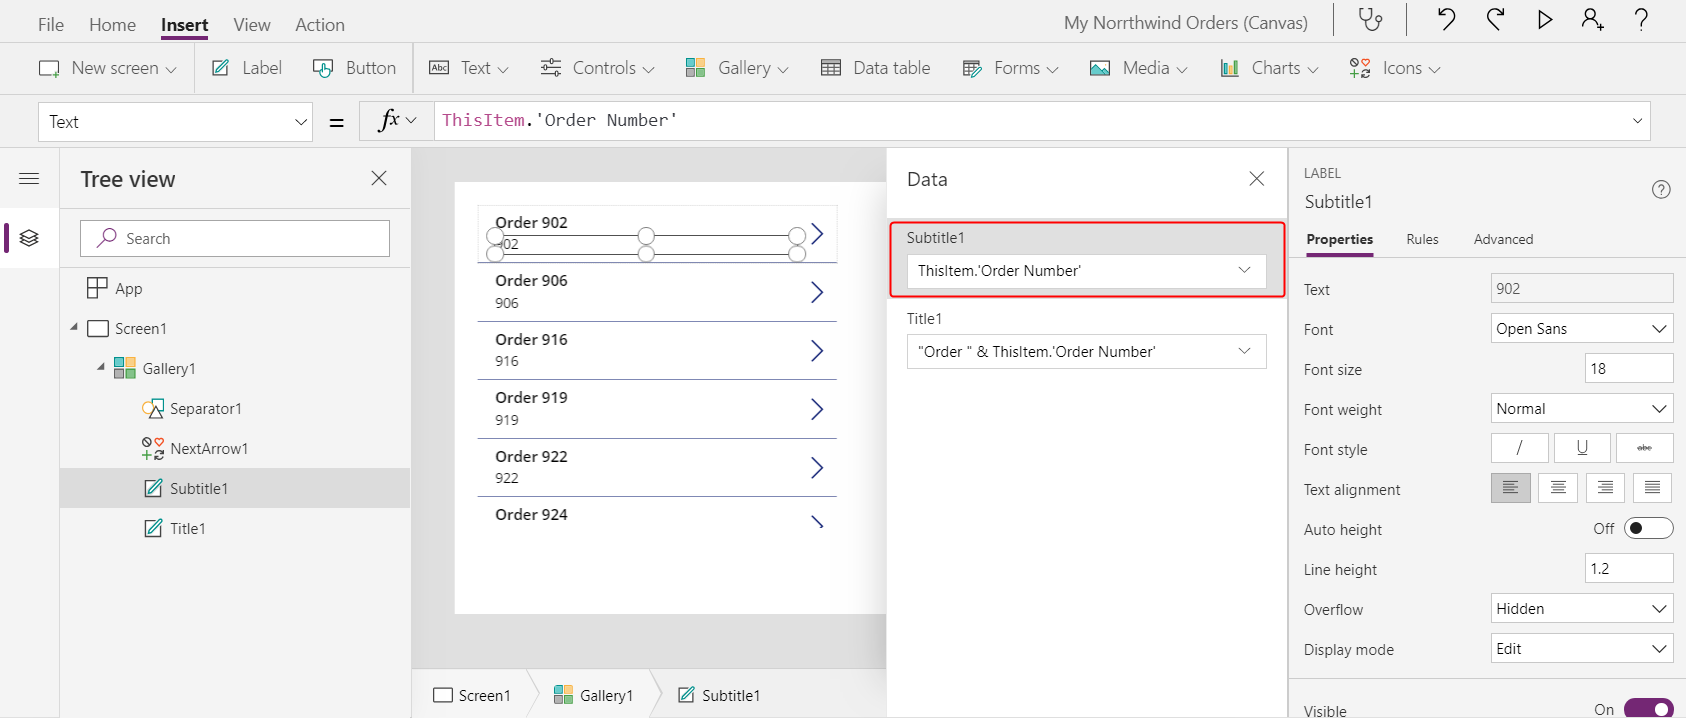 File Home Insert View Action My Norrthwind Orders (Canvas) ?
New screen Label Button Abc Text Controls Gallery Data table Forms Media Charts Icons
Text = fx ThisItem.'Order Number'
Tree view
Search
App
Screen1
Gallery1
Separator1
NextArrow1
Subtitle1
Title1
Order 902
902
Order 906
906
Order 916
916
Order 919
919
Order 922
922
Order 924
Screen1 Gallery1 Subtitle1
Data
Subtitle1
ThisItem.'Order Number'
Title1
"Order " & ThisItem.'Order Number'
LABEL
Subtitle1
?
Properties Rules Advanced
Text 902
Font Open Sans
Font size 18
Font weight Normal
Font style / U abc
Text alignment
Auto height Off
Line height 1.2
Overflow Hidden
Display mode Edit
Visible On